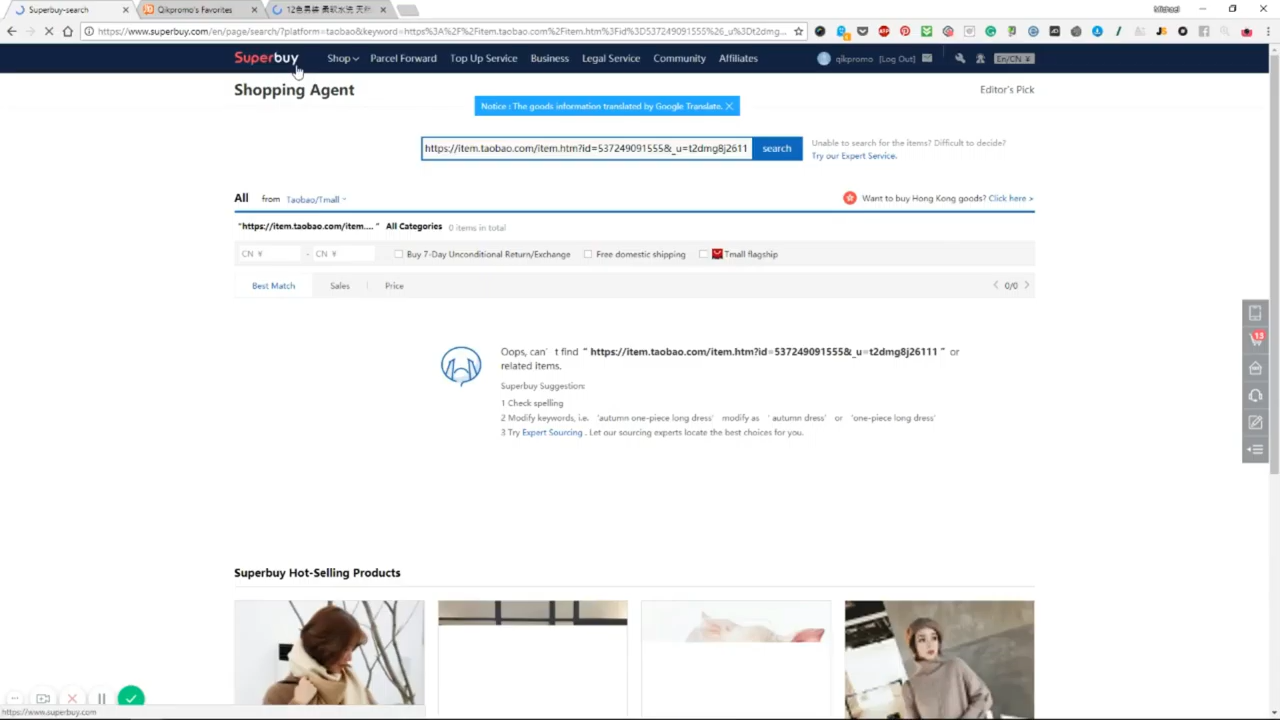 Superbuy-search
Qikpromo's Favorites
Michael
https://www.superbuy.com/en/page/search/?platform=taobao&keyword=https%3A%2F%2Fitem.taobao.com%2Fitem.htm%3Fid%3D537249091555%26_u%3Dt2dmg...
Superbuy
Shop
Parcel Forward
Top Up Service
Business
Legal Service
Community
Affiliates
qikpromo [Log Out]
En/CN ¥
Shopping Agent
Editor's Pick
Notice : The goods information translated by Google Translate.
https://item.taobao.com/item.htm?id=537249091555&_u=t2dmg8j2611
search
Unable to search for the items? Difficult to decide?
Try our Expert Service.
All from Taobao/Tmall
Want to buy Hong Kong goods? Click here >
"https://item.taobao.com/item.... " All Categories 0 items in total
CN ¥ - CN ¥
Buy 7-Day Unconditional Return/Exchange
Free domestic shipping
Tmall flagship
Best Match
Sales
Price
0/0
13
Oops, can' t find " https://item.taobao.com/item.htm?id=537249091555&_u=t2dmg8j26111 " or
related items.
Superbuy Suggestion:
1 Check spelling
2 Modify keywords, i.e. 'autumn one-piece long dress' modify as ' autumn dress' or 'one-piece long dress'
3 Try Expert Sourcing . Let our sourcing experts locate the best choices for you.
Superbuy Hot-Selling Products
https://www.superbuy.com